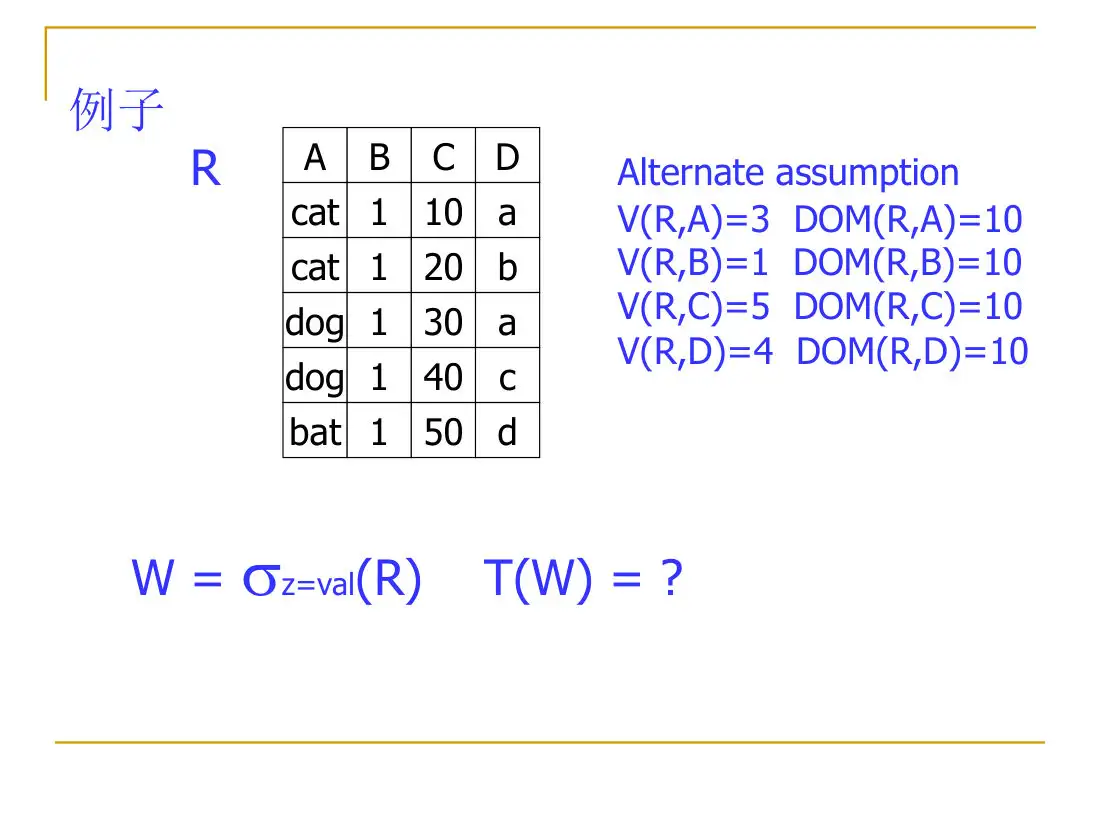 例子
R
A B C D
cat 1 10 a
cat 1 20 b
dog 1 30 a
dog 1 40 c
bat 1 50 d
Alternate assumption
V(R,A)=3 DOM(R,A)=10
V(R,B)=1 DOM(R,B)=10
V(R,C)=5 DOM(R,C)=10
V(R,D)=4 DOM(R,D)=10
W = σz=val(R) T(W) = ?